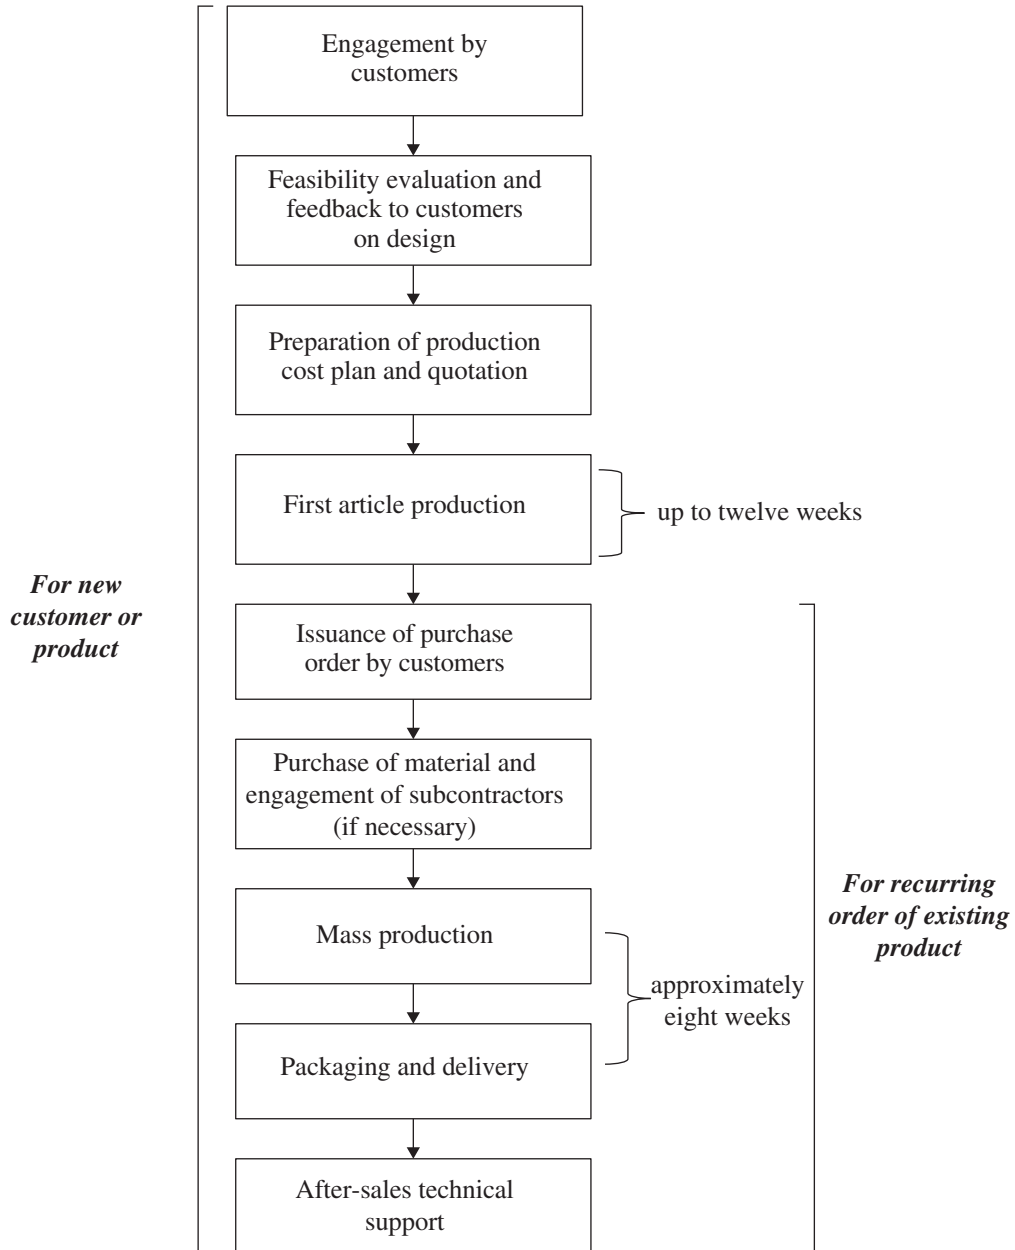 Engagement by
customers
Feasibility evaluation and
feedback to customers
on design
Preparation of production
cost plan and quotation
First article production
up to twelve weeks
For new
customer or
product
Issuance of purchase
order by customers
Purchase of material and
engagement of subcontractors
(if necessary)
Mass production
For recurring
order of existing
product
approximately
eight weeks
Packaging and delivery
After-sales technical
support